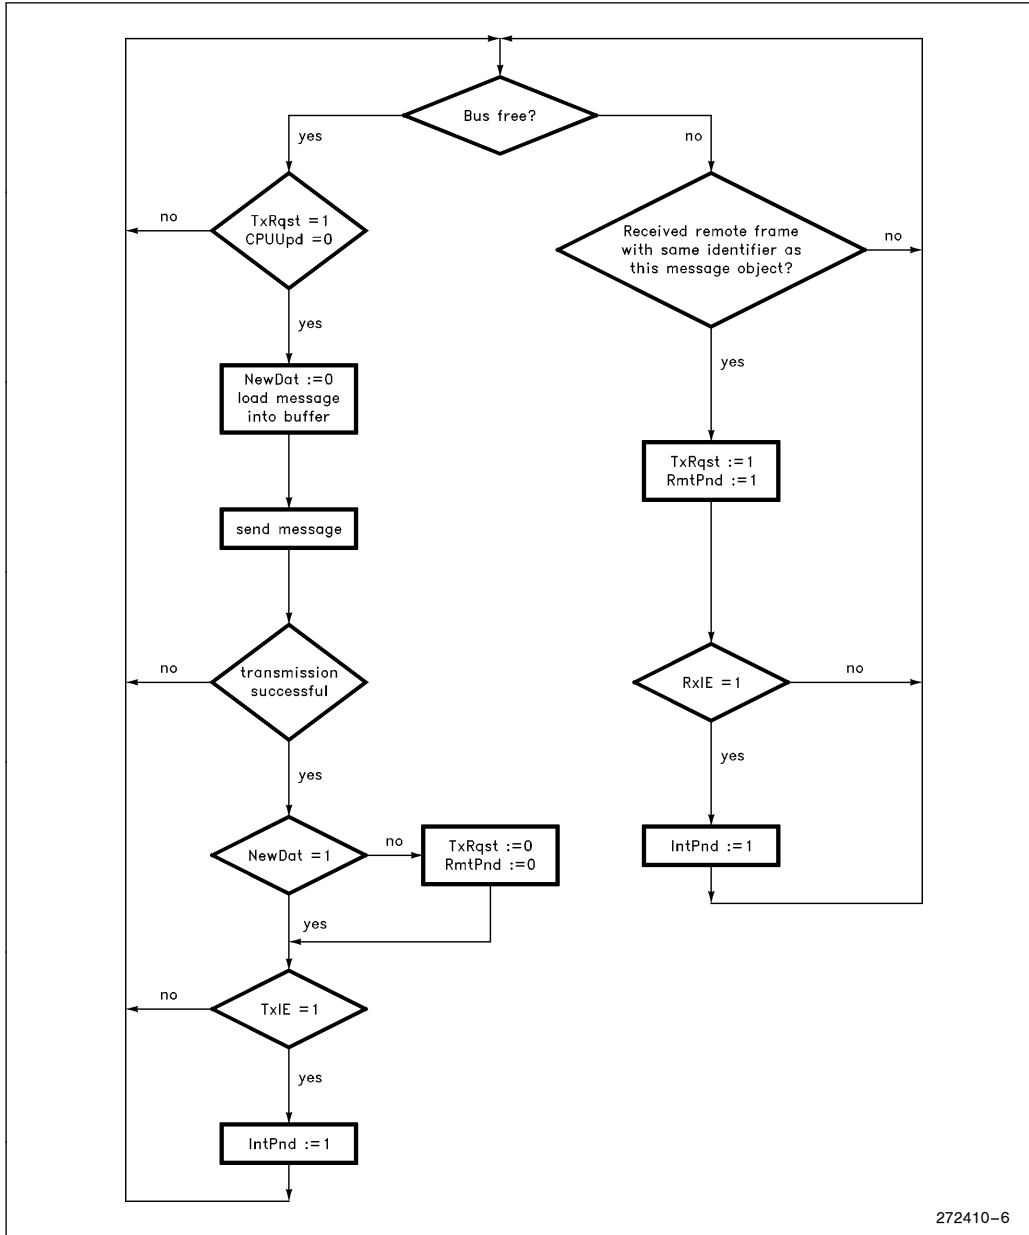 Bus free?
yes
no
TxRqst =1
CPUUpd =0
no
Received remote frame
with same identifier as
this message object?
no
yes
NewDat :=0
load message
into buffer
yes
TxRqst :=1
RmtPnd :=1
send message
transmission
successful
no
RxIE =1
no
yes
yes
NewDat =1
no
TxRqst :=0
RmtPnd :=0
IntPnd :=1
yes
TxIE =1
no
yes
IntPnd :=1
272410-6